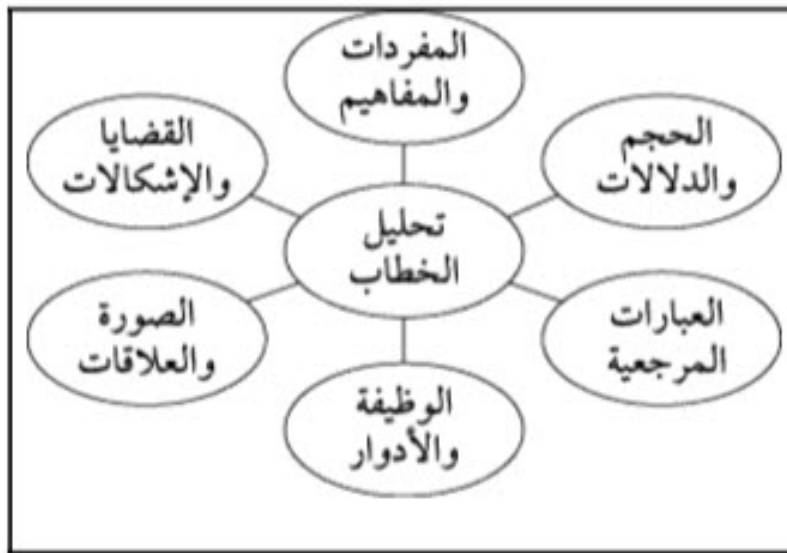 المفردات
والمفاهيم
الحجم
والدلالات
القضايا
والإشكالات
تحليل
الخطاب
العبارات
المرجعية
الصورة
والعلاقات
الوظيفة
والأدوار